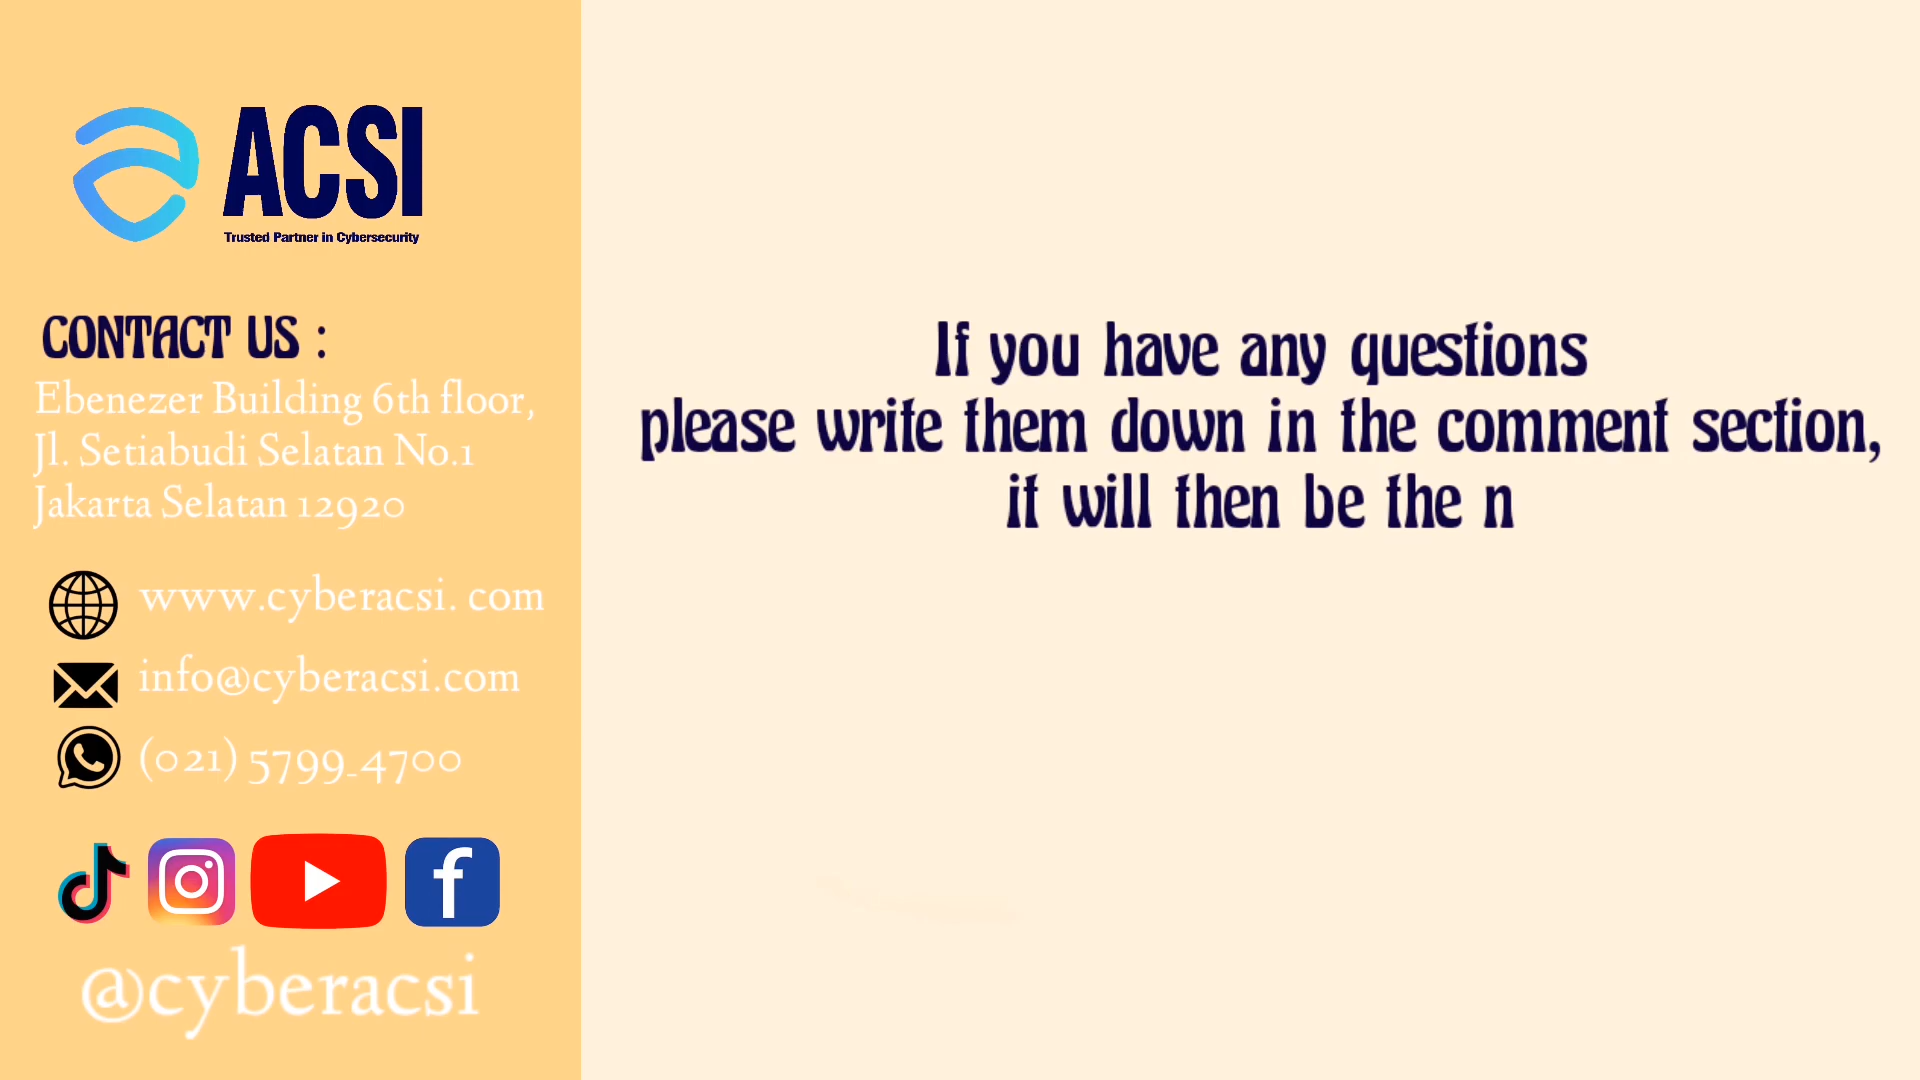 ACSI
Trusted Partner in Cybersecurity
CONTACT US :
Ebenezer Building 6th floor,
Jl. Setiabudi Selatan No.1
Jakarta Selatan 12920
www.cyberacsi. com
info@cyberacsi.com
(021) 5799-4700
@cyberacsi
If you have any questions
please write them down in the comment section,
it will then be the n